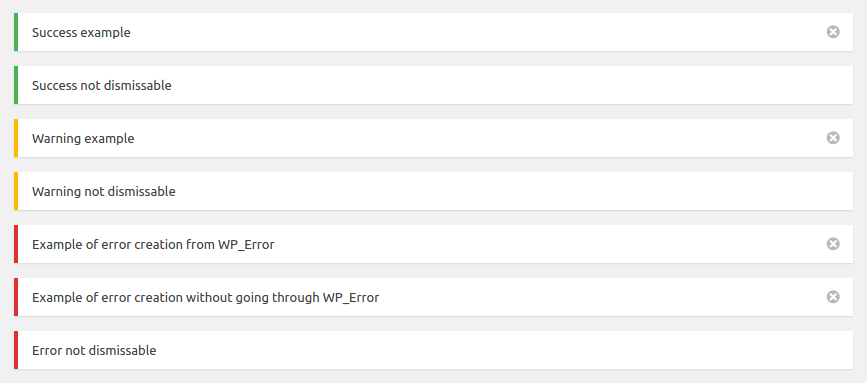 Success example
Success not dismissable
Warning example
Warning not dismissable
Example of error creation from WP_Error
Example of error creation without going through WP_Error
Error not dismissable